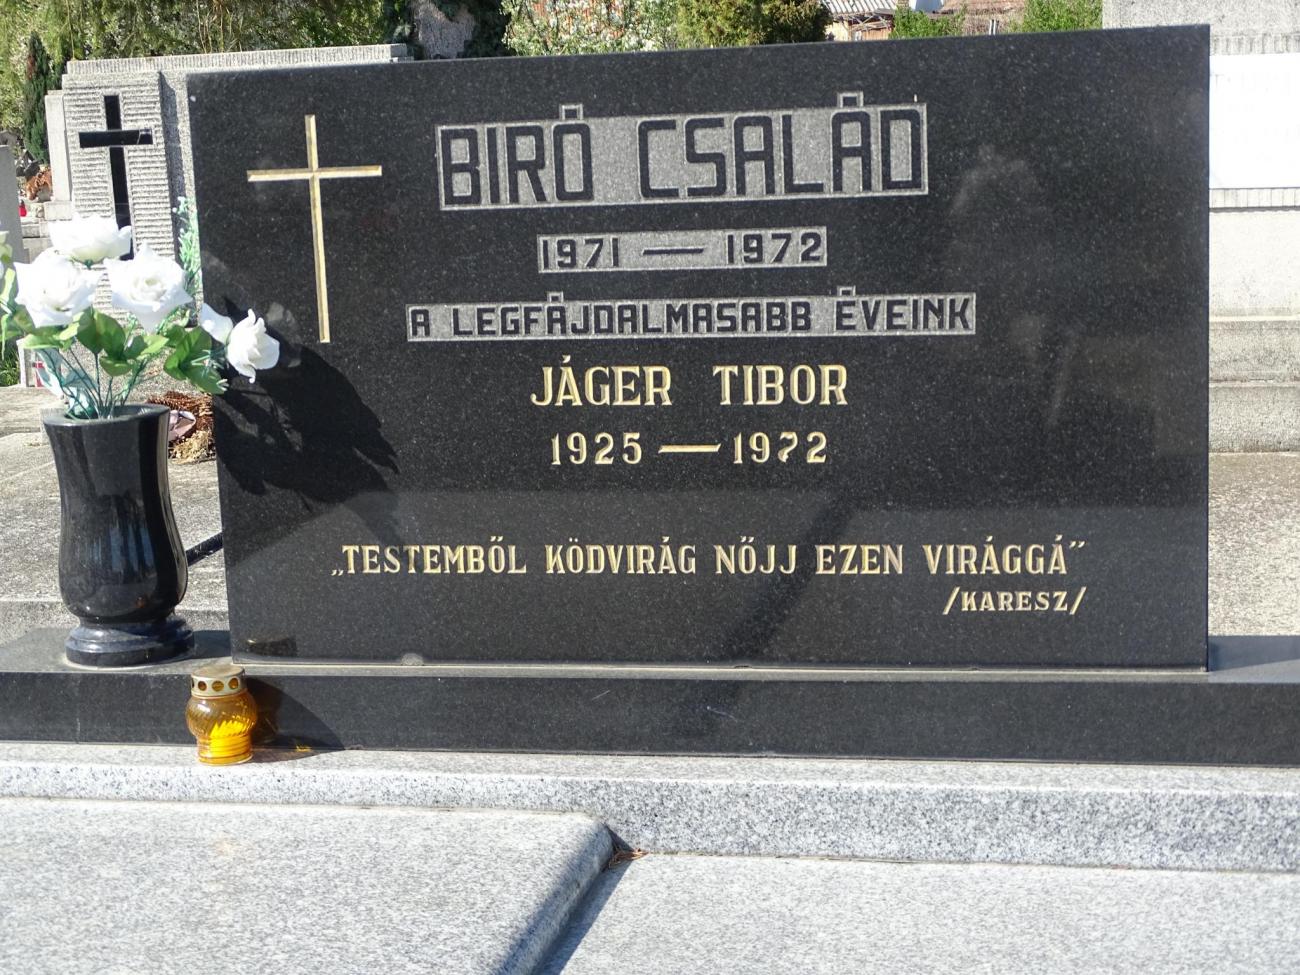 BIRÓ CSALÁD
1971 — 1972
A LEGFÁJDALMASABB ÉVEINK
JÁGER TIBOR
1925 — 1972
„TESTEMBŐL KÖDVIRÁG NŐJJ EZEN VIRÁGGÁ”
/KARESZ/